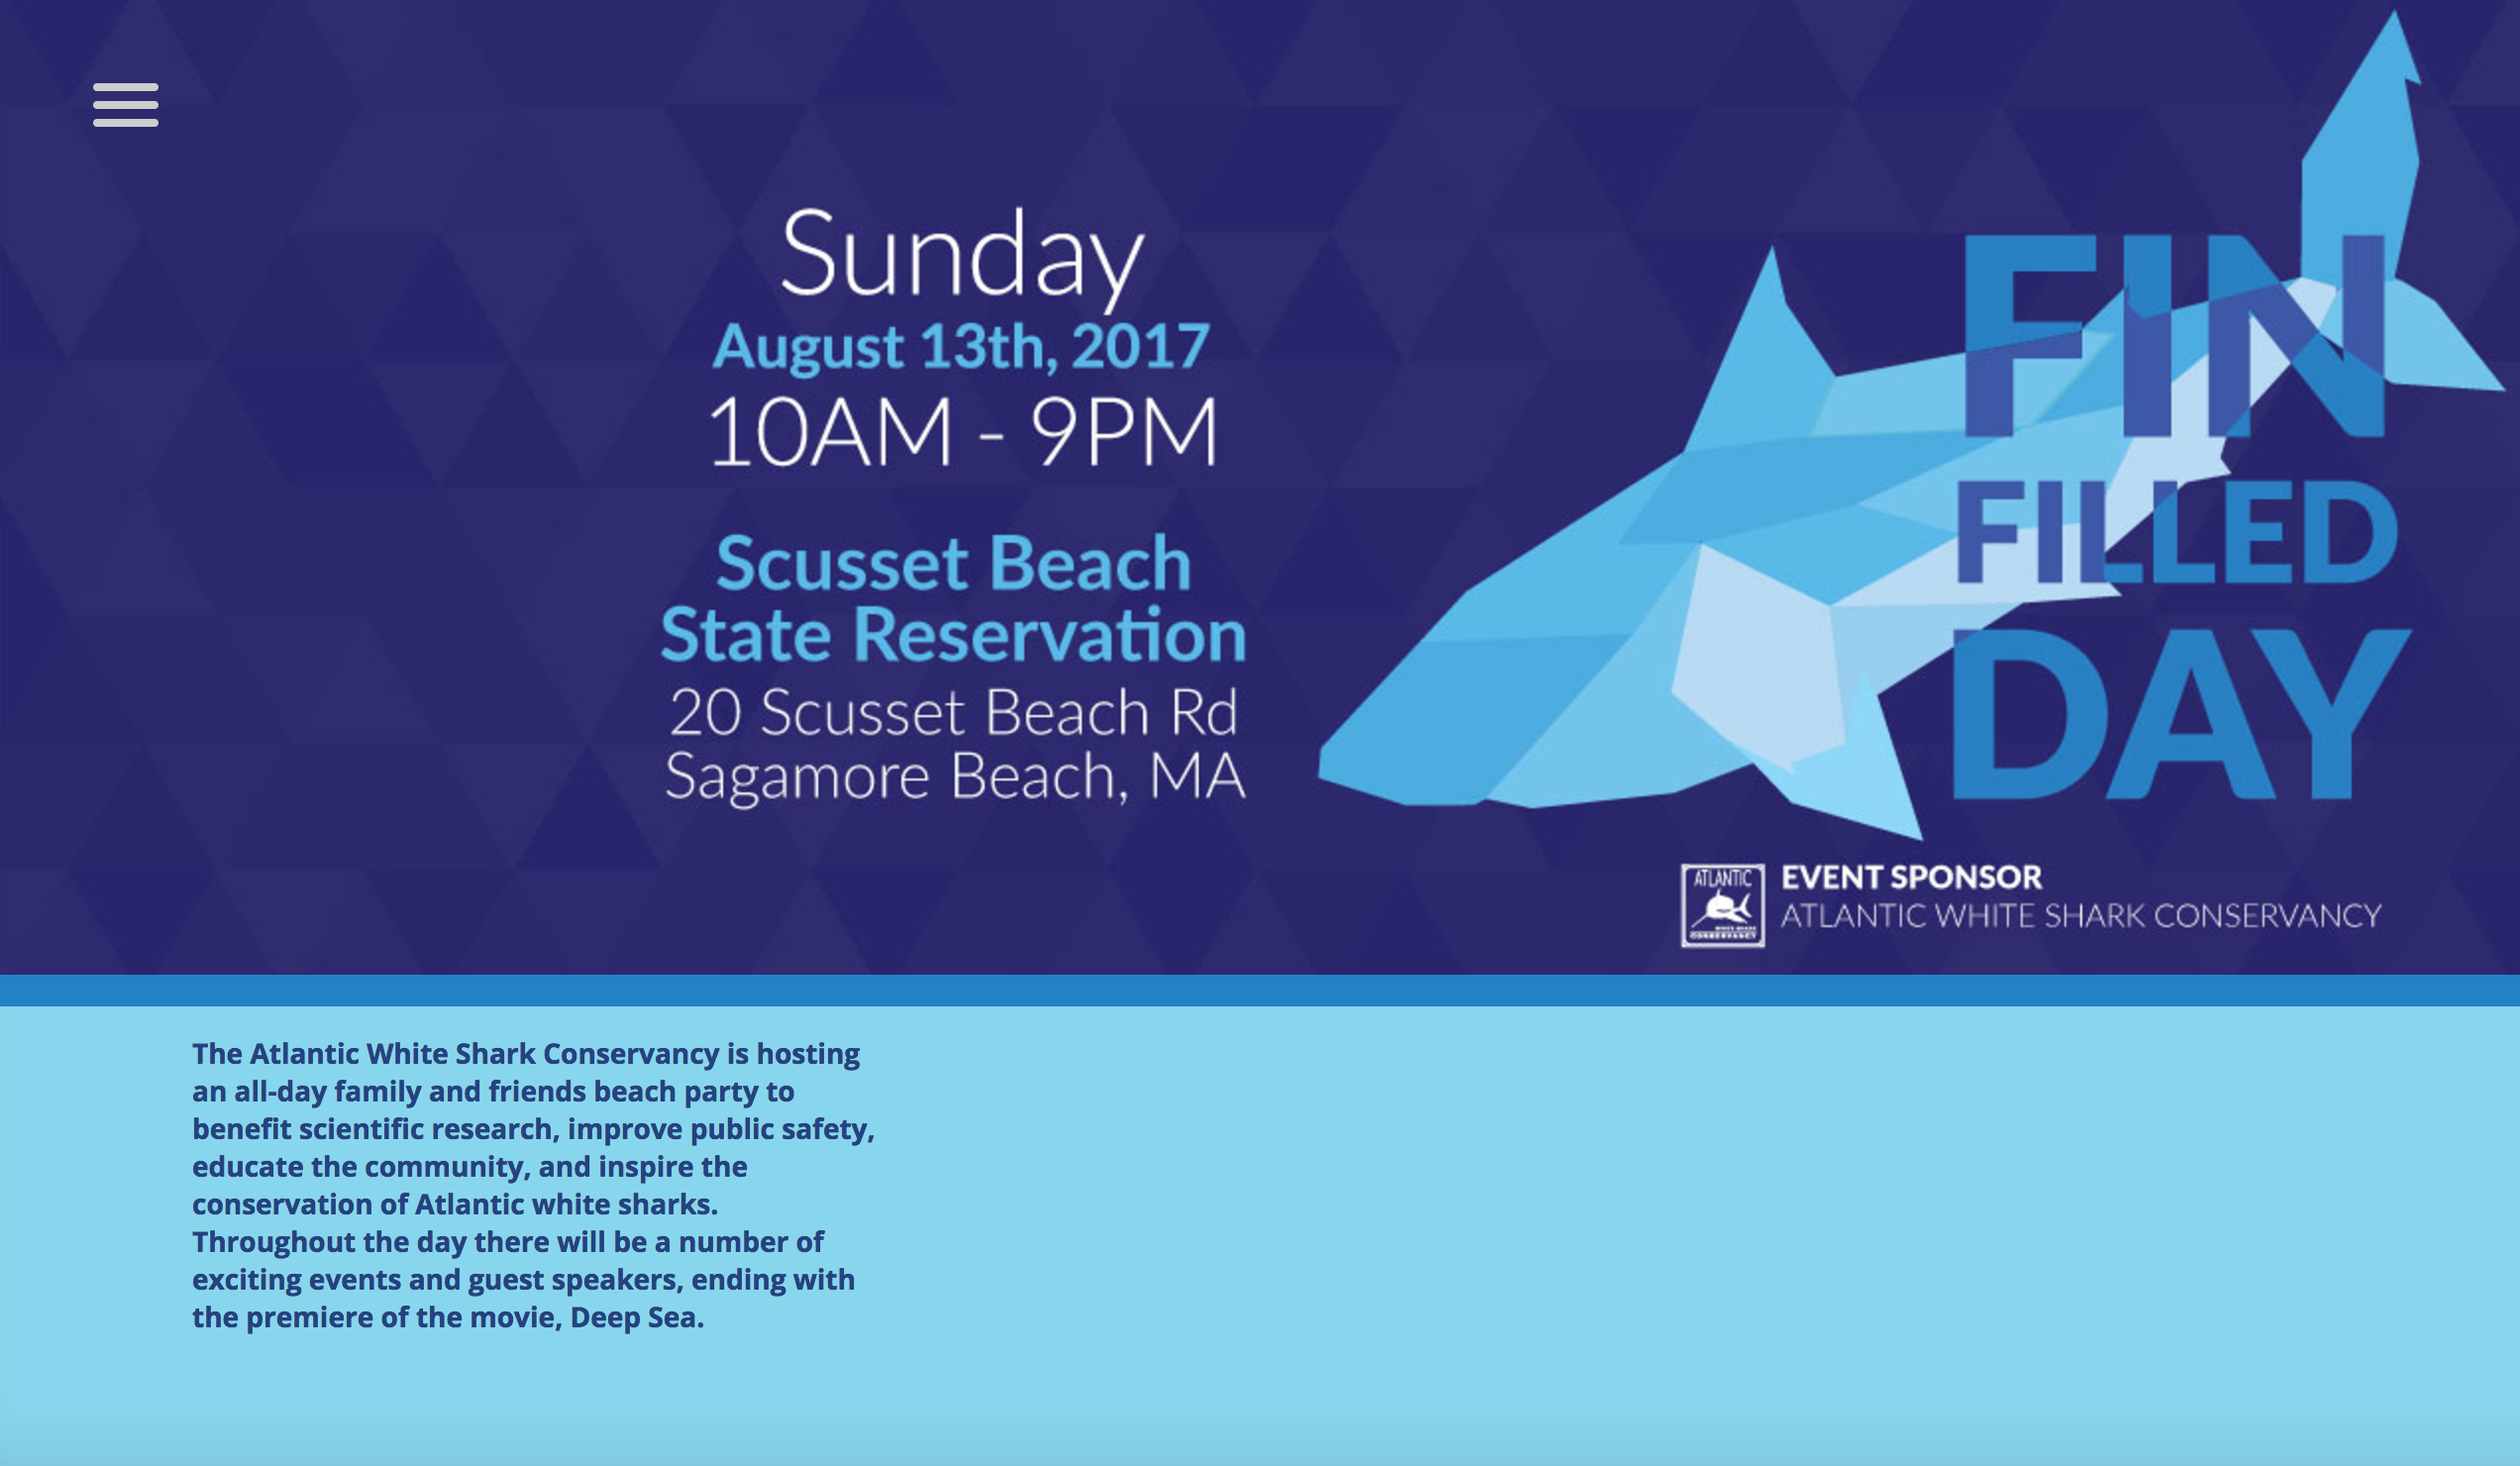 Sunday
August 13th, 2017
10AM - 9PM
Scusset Beach
State Reservation
20 Scusset Beach Rd
Sagamore Beach, MA
FIN
FILLED
DAY
ATLANTIC
WHITE SHARK
CONSERVANCY
EVENT SPONSOR
ATLANTIC WHITE SHARK CONSERVANCY
The Atlantic White Shark Conservancy is hosting
an all-day family and friends beach party to
benefit scientific research, improve public safety,
educate the community, and inspire the
conservation of Atlantic white sharks.
Throughout the day there will be a number of
exciting events and guest speakers, ending with
the premiere of the movie, Deep Sea.